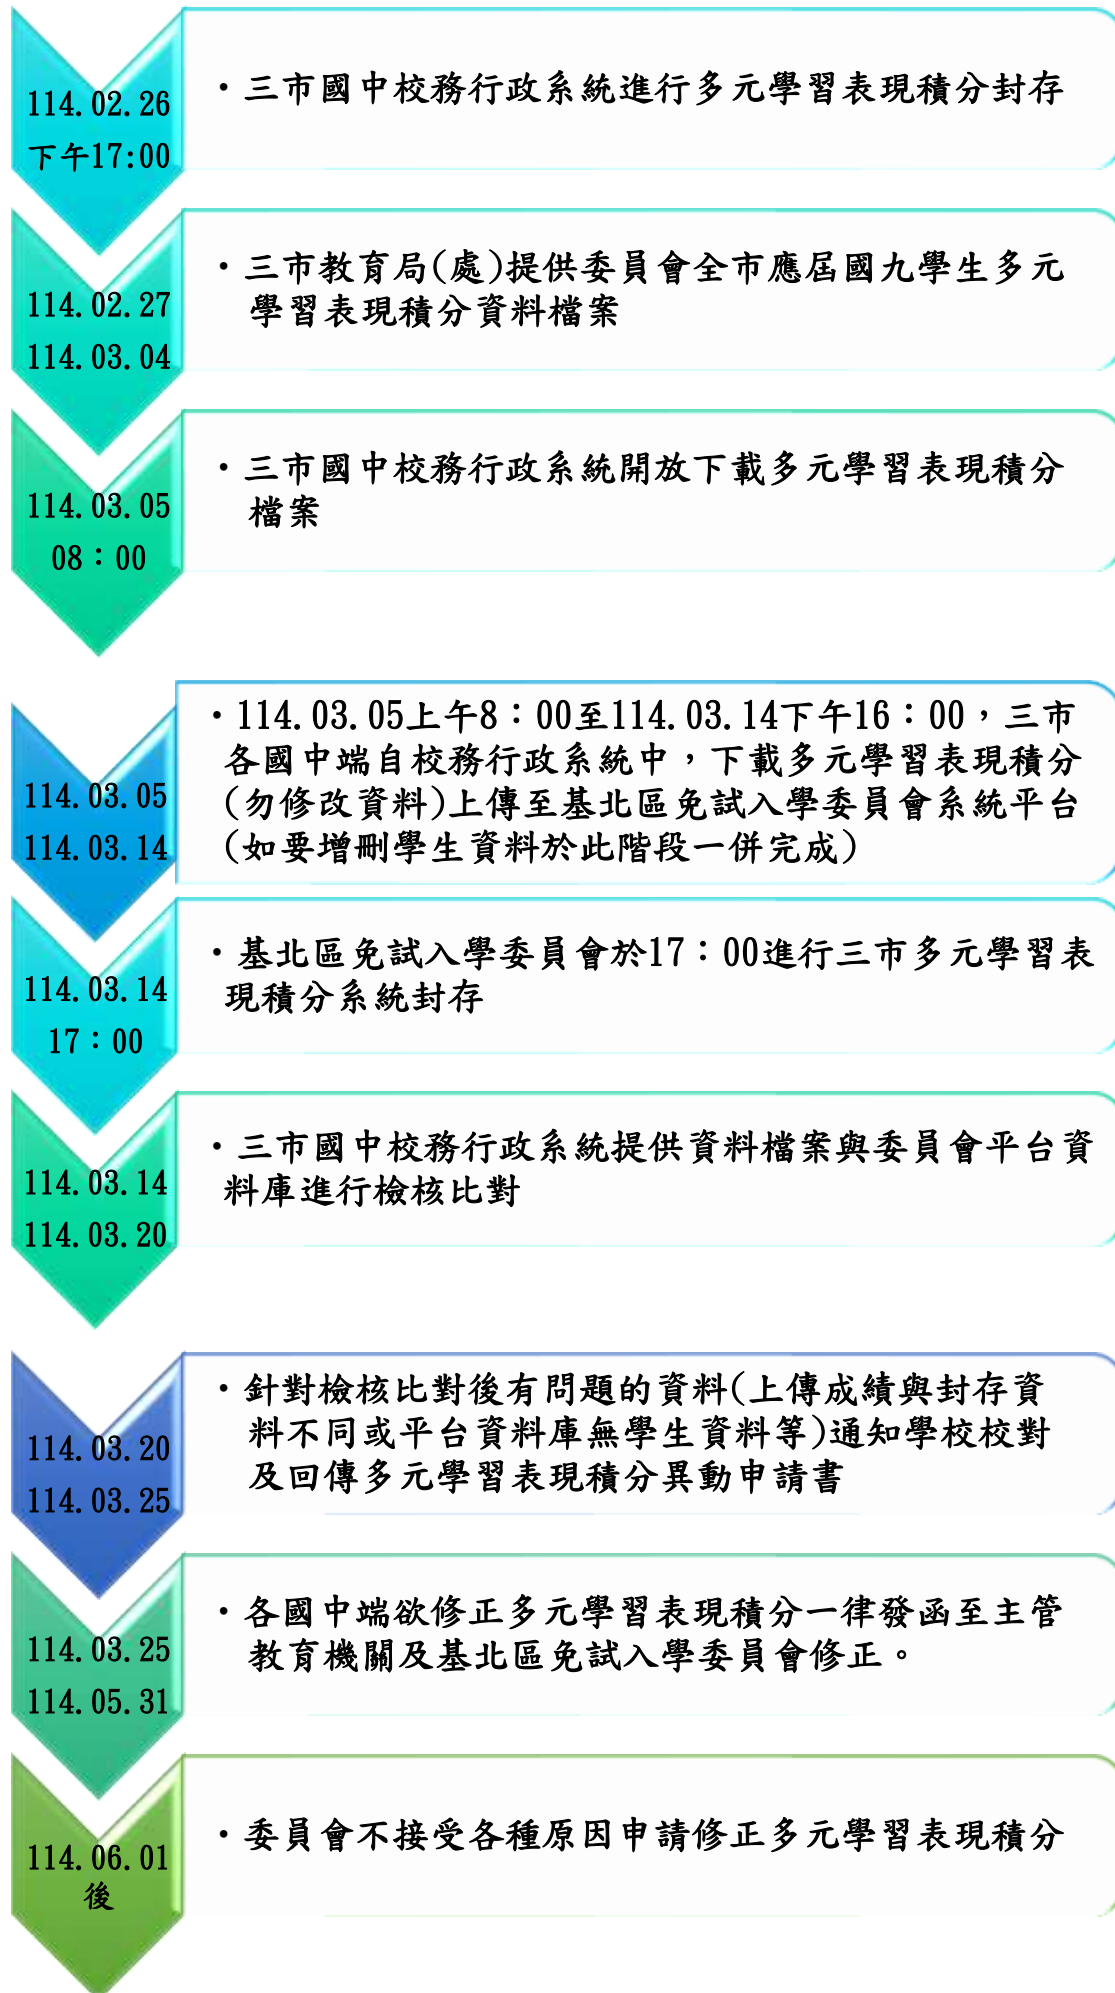 114.02.26
下午17:00
・三市國中校務行政系統進行多元學習表現積分封存
114.02.27
114.03.04
・三市教育局(處)提供委員會全市應屆國九學生多元
學習表現積分資料檔案
114.03.05
08：00
・三市國中校務行政系統開放下載多元學習表現積分
檔案
114.03.05
114.03.14
・114.03.05上午8：00至114.03.14下午16：00，三市
各國中端自校務行政系統中，下載多元學習表現積分
(勿修改資料)上傳至基北區免試入學委員會系統平台
(如要增刪學生資料於此階段一併完成)
114.03.14
17：00
・基北區免試入學委員會於17：00進行三市多元學習表
現積分系統封存
114.03.14
114.03.20
・三市國中校務行政系統提供資料檔案與委員會平台資
料庫進行檢核比對
114.03.20
114.03.25
・針對檢核比對後有問題的資料(上傳成績與封存資
料不同或平台資料庫無學生資料等)通知學校校對
及回傳多元學習表現積分異動申請書
114.03.25
114.05.31
・各國中端欲修正多元學習表現積分一律發函至主管
教育機關及基北區免試入學委員會修正。
114.06.01
後
・委員會不接受各種原因申請修正多元學習表現積分